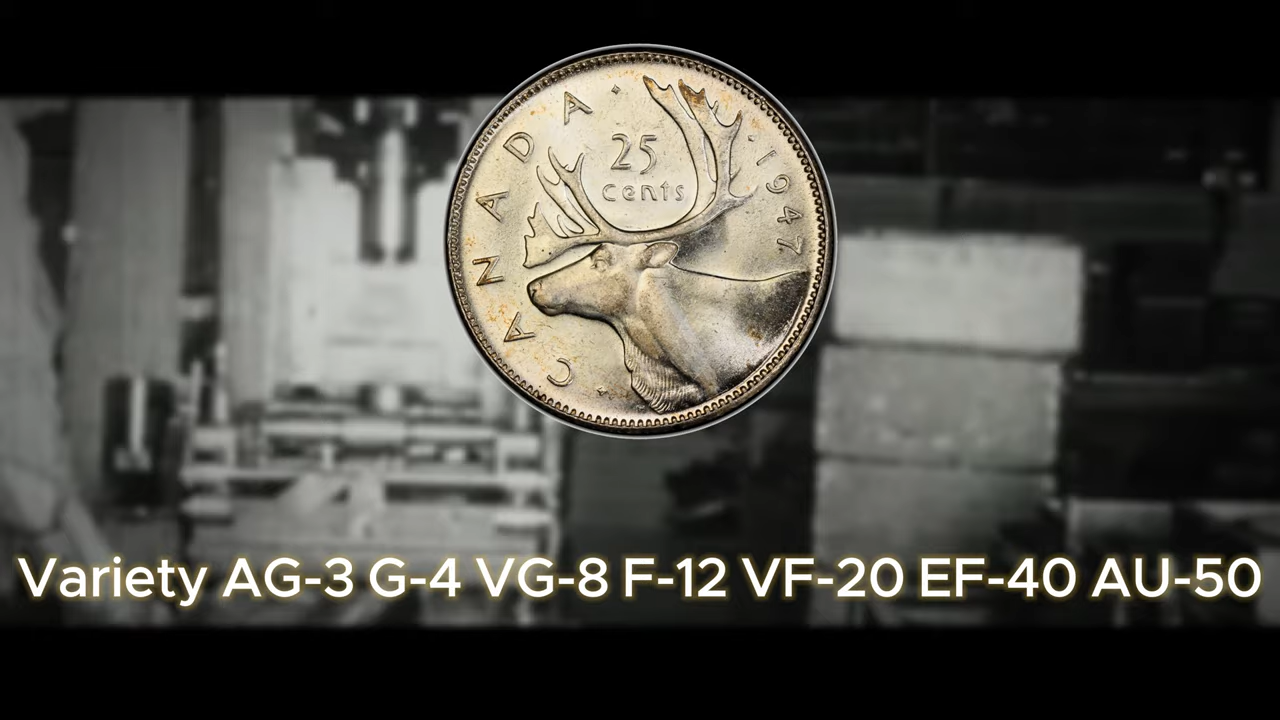 CANADA
25
cents
1947
Variety AG-3 G-4 VG-8 F-12 VF-20 EF-40 AU-50